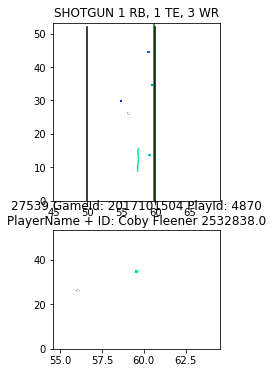 SHOTGUN 1 RB, 1 TE, 3 WR
50
40
30
20
10
0
45 50 55 60 65
27539 GameId: 2017101504 PlayId: 4870
PlayerName + ID: Coby Fleener 2532838.0
40
20
0
55.0 57.5 60.0 62.5